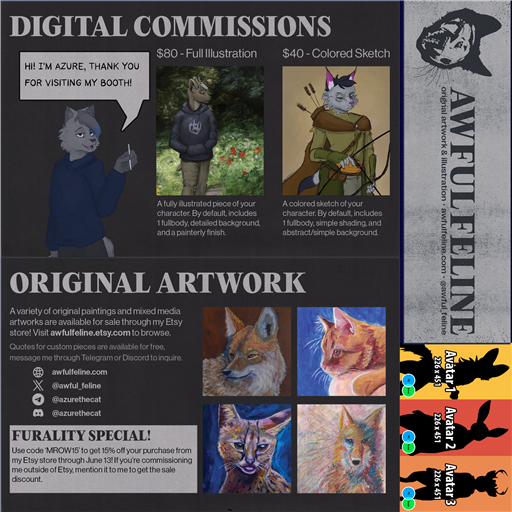 DIGITAL COMMISSIONS
HI! I'M AZURE, THANK YOU
FOR VISITING MY BOOTH!
$80 - Full Illustration
A fully illustrated piece of your
character. By default, includes
1 fullbody, detailed background,
and a painterly finish.
$40 - Colored Sketch
A colored sketch of your
character. By default, includes
1 fullbody, simple shading, and
abstract/simple background.
ORIGINAL ARTWORK
A variety of original paintings and mixed media
artworks are available for sale through my Etsy
store! Visit awfulfeline.etsy.com to browse.
Quotes for custom pieces are available for free,
message me through Telegram or Discord to inquire.
awfulfeline.com
@awful_feline
@azurethecat
@azurethecat
FURALITY SPECIAL!
Use code 'MROW15' to get 15% off your purchase from
my Etsy store through June 13! If you're commissioning
me outside of Etsy, mention it to me to get the sale
discount.
AWFULFELINE
original artwork & illustration · awfulfeline.com · @awful_feline
Avatar 1
226 x 451
Avatar 2
226 x 451
Avatar 3
226 x 451